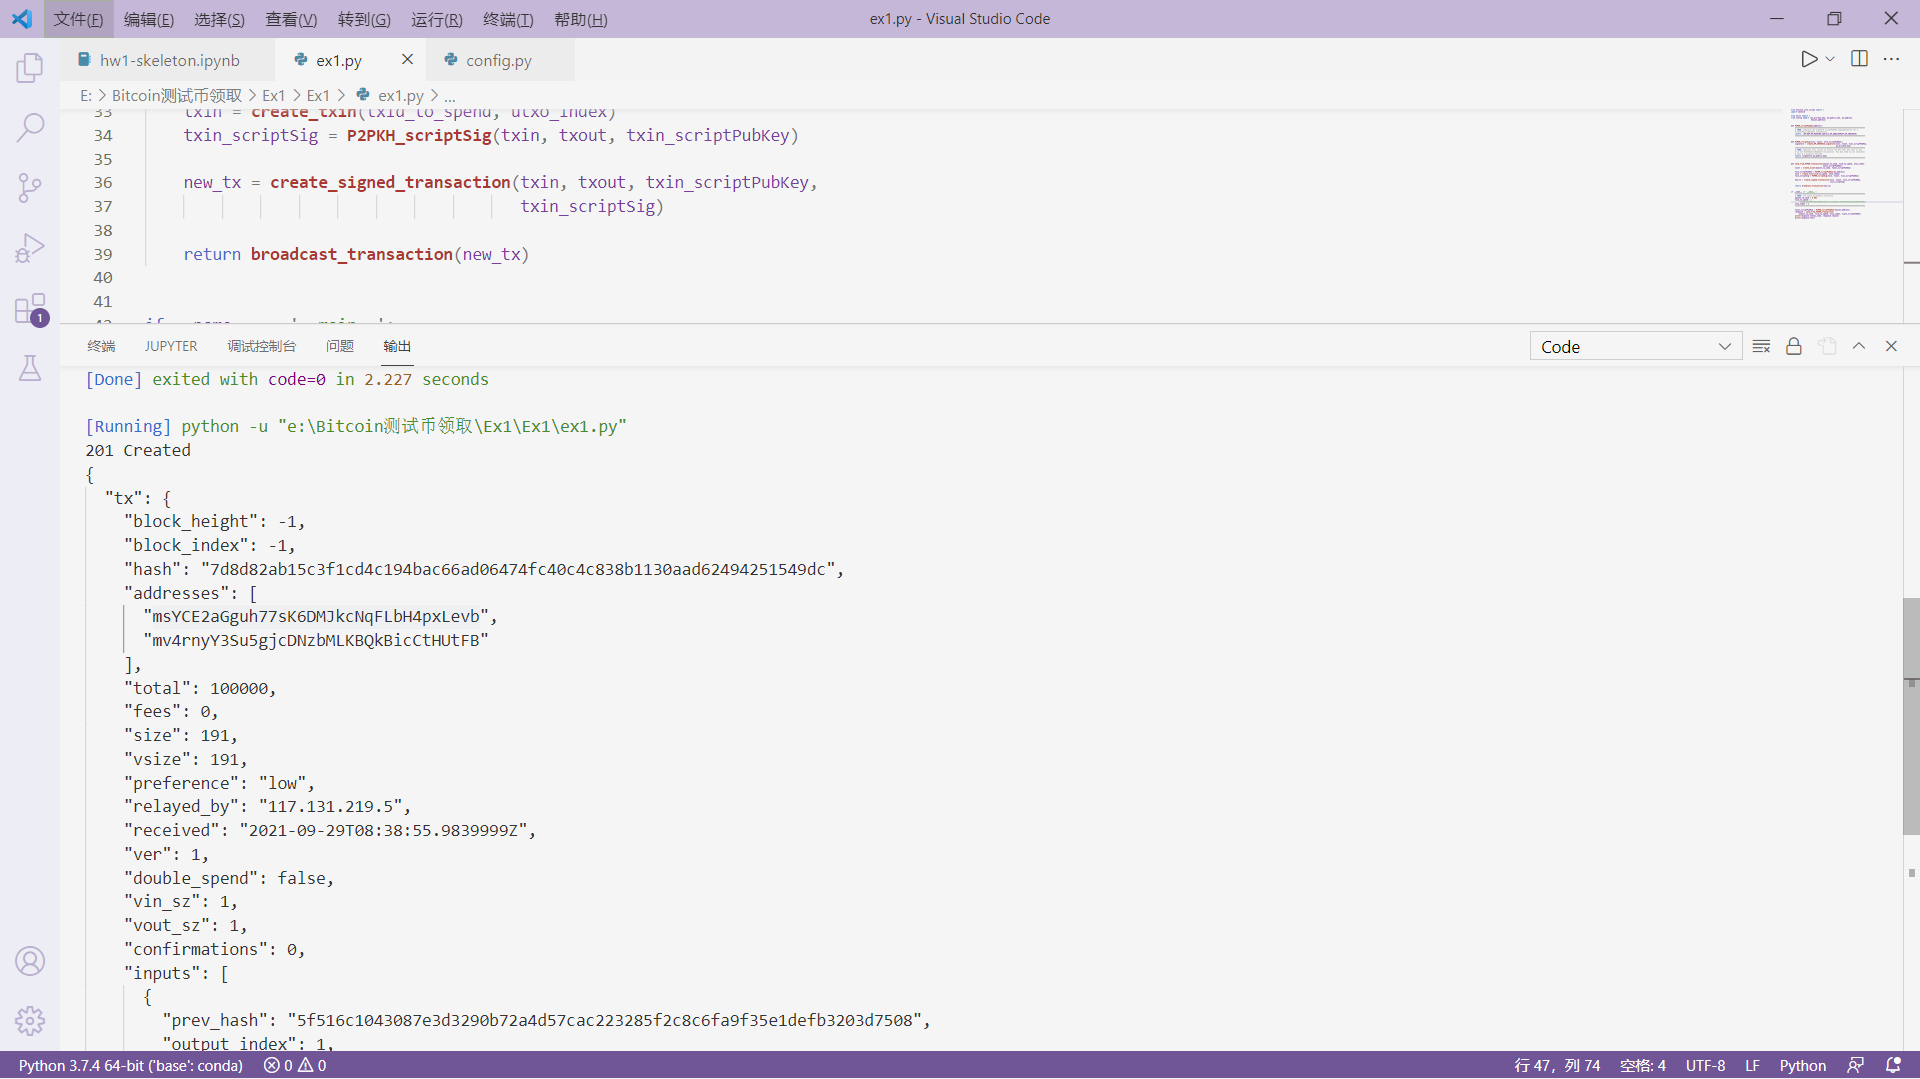 文件(F) 编辑(E) 选择(S) 查看(V) 转到(G) 运行(R) 终端(T) 帮助(H) ex1.py - Visual Studio Code
hw1-skeleton.ipynb ex1.py config.py
E: > Bitcoin测试币领取 > Ex1 > Ex1 > ex1.py > ...
33 txin = create_txin(txid_to_spend, utxo_index)
34 txin_scriptSig = P2PKH_scriptSig(txin, txout, txin_scriptPubKey)
35
36 new_tx = create_signed_transaction(txin, txout, txin_scriptPubKey,
37 txin_scriptSig)
38
39 return broadcast_transaction(new_tx)
40
41
42 if __name__ == '__main__':
终端 JUPYTER 调试控制台 问题 输出 Code
[Done] exited with code=0 in 2.227 seconds
[Running] python -u "e:\Bitcoin测试币领取\Ex1\Ex1\ex1.py"
201 Created
{
"tx": {
"block_height": -1,
"block_index": -1,
"hash": "7d8d82ab15c3f1cd4c194bac66ad06474fc40c4c838b1130aad62494251549dc",
"addresses": [
"msYCE2aGguh77sK6DMJkcNqFLbH4pxLevb",
"mv4rnyY3Su5gjcDNzbMLKBQkBicCtHUtFB"
],
"total": 100000,
"fees": 0,
"size": 191,
"vsize": 191,
"preference": "low",
"relayed_by": "117.131.219.5",
"received": "2021-09-29T08:38:55.9839999Z",
"ver": 1,
"double_spend": false,
"vin_sz": 1,
"vout_sz": 1,
"confirmations": 0,
"inputs": [
{
"prev_hash": "5f516c1043087e3d3290b72a4d57cac223285f2c8c6fa9f35e1defb3203d7508",
"output_index": 1,
1
Python 3.7.4 64-bit ('base': conda) 0 0 行 47, 列 74 空格: 4 UTF-8 LF Python